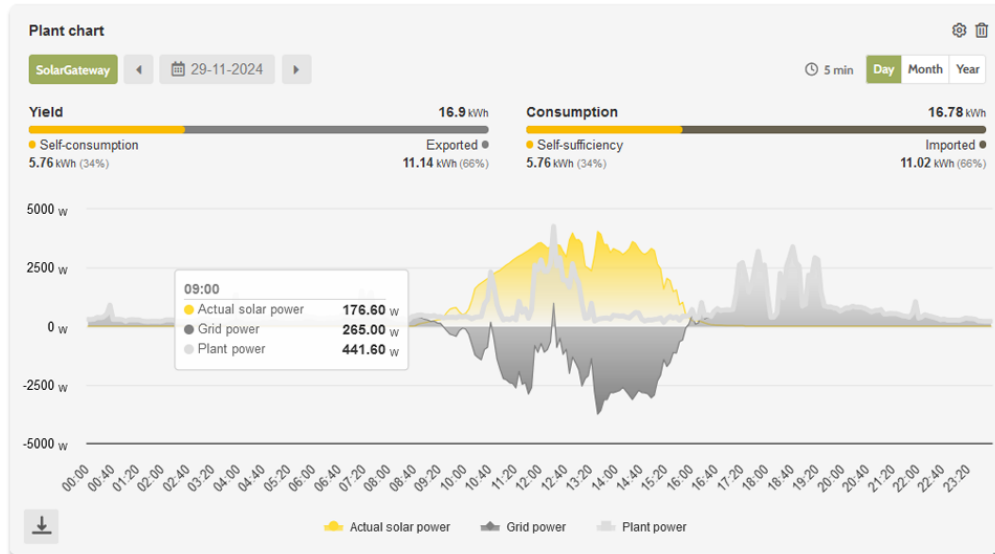 Plant chart
SolarGateway 29-11-2024 5 min Day Month Year
Yield 16.9 kWh
Self-consumption Exported
5.76 kWh (34%) 11.14 kWh (66%)
Consumption 16.78 kWh
Self-sufficiency Imported
5.76 kWh (34%) 11.02 kWh (66%)
5000 W
2500 W
0 W
-2500 W
-5000 W
09:00
Actual solar power 176.60 W
Grid power 265.00 W
Plant power 441.60 W
00:00 00:40 01:20 02:00 02:40 03:20 04:00 04:40 05:20 06:00 06:40 07:20 08:00 08:40 09:20 10:00 10:40 11:20 12:00 12:40 13:20 14:00 14:40 15:20 16:00 16:40 17:20 18:00 18:40 19:20 20:00 20:40 21:20 22:00 22:40 23:20
Actual solar power Grid power Plant power